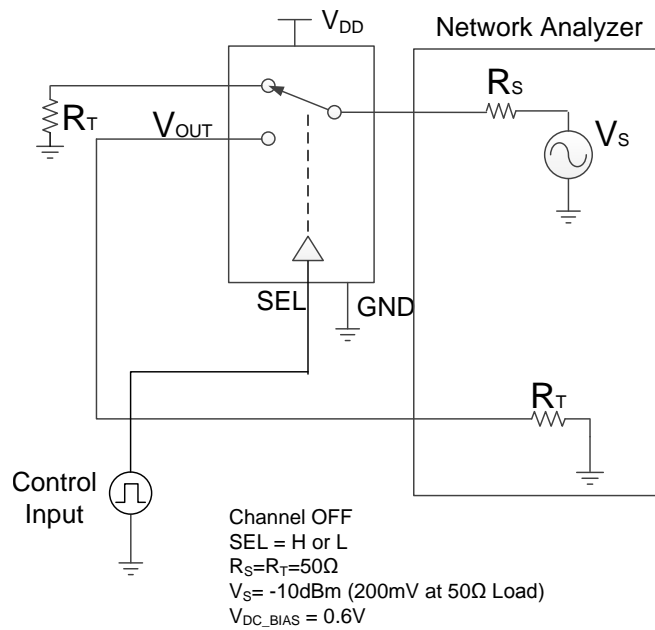 Network Analyzer
VDD
RS
RT
VOUT
VS
SEL
GND
RT
Control
Input
Channel OFF
SEL = H or L
RS=RT=50Ω
VS= -10dBm (200mV at 50Ω Load)
VDC_BIAS = 0.6V